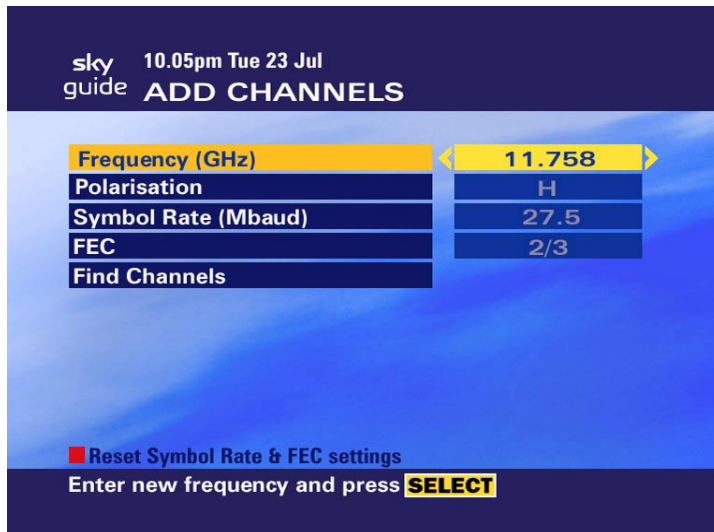 sky guide 10.05pm Tue 23 Jul
ADD CHANNELS
Frequency (GHz) 11.758
Polarisation H
Symbol Rate (Mbaud) 27.5
FEC 2/3
Find Channels
Reset Symbol Rate & FEC settings
Enter new frequency and press SELECT